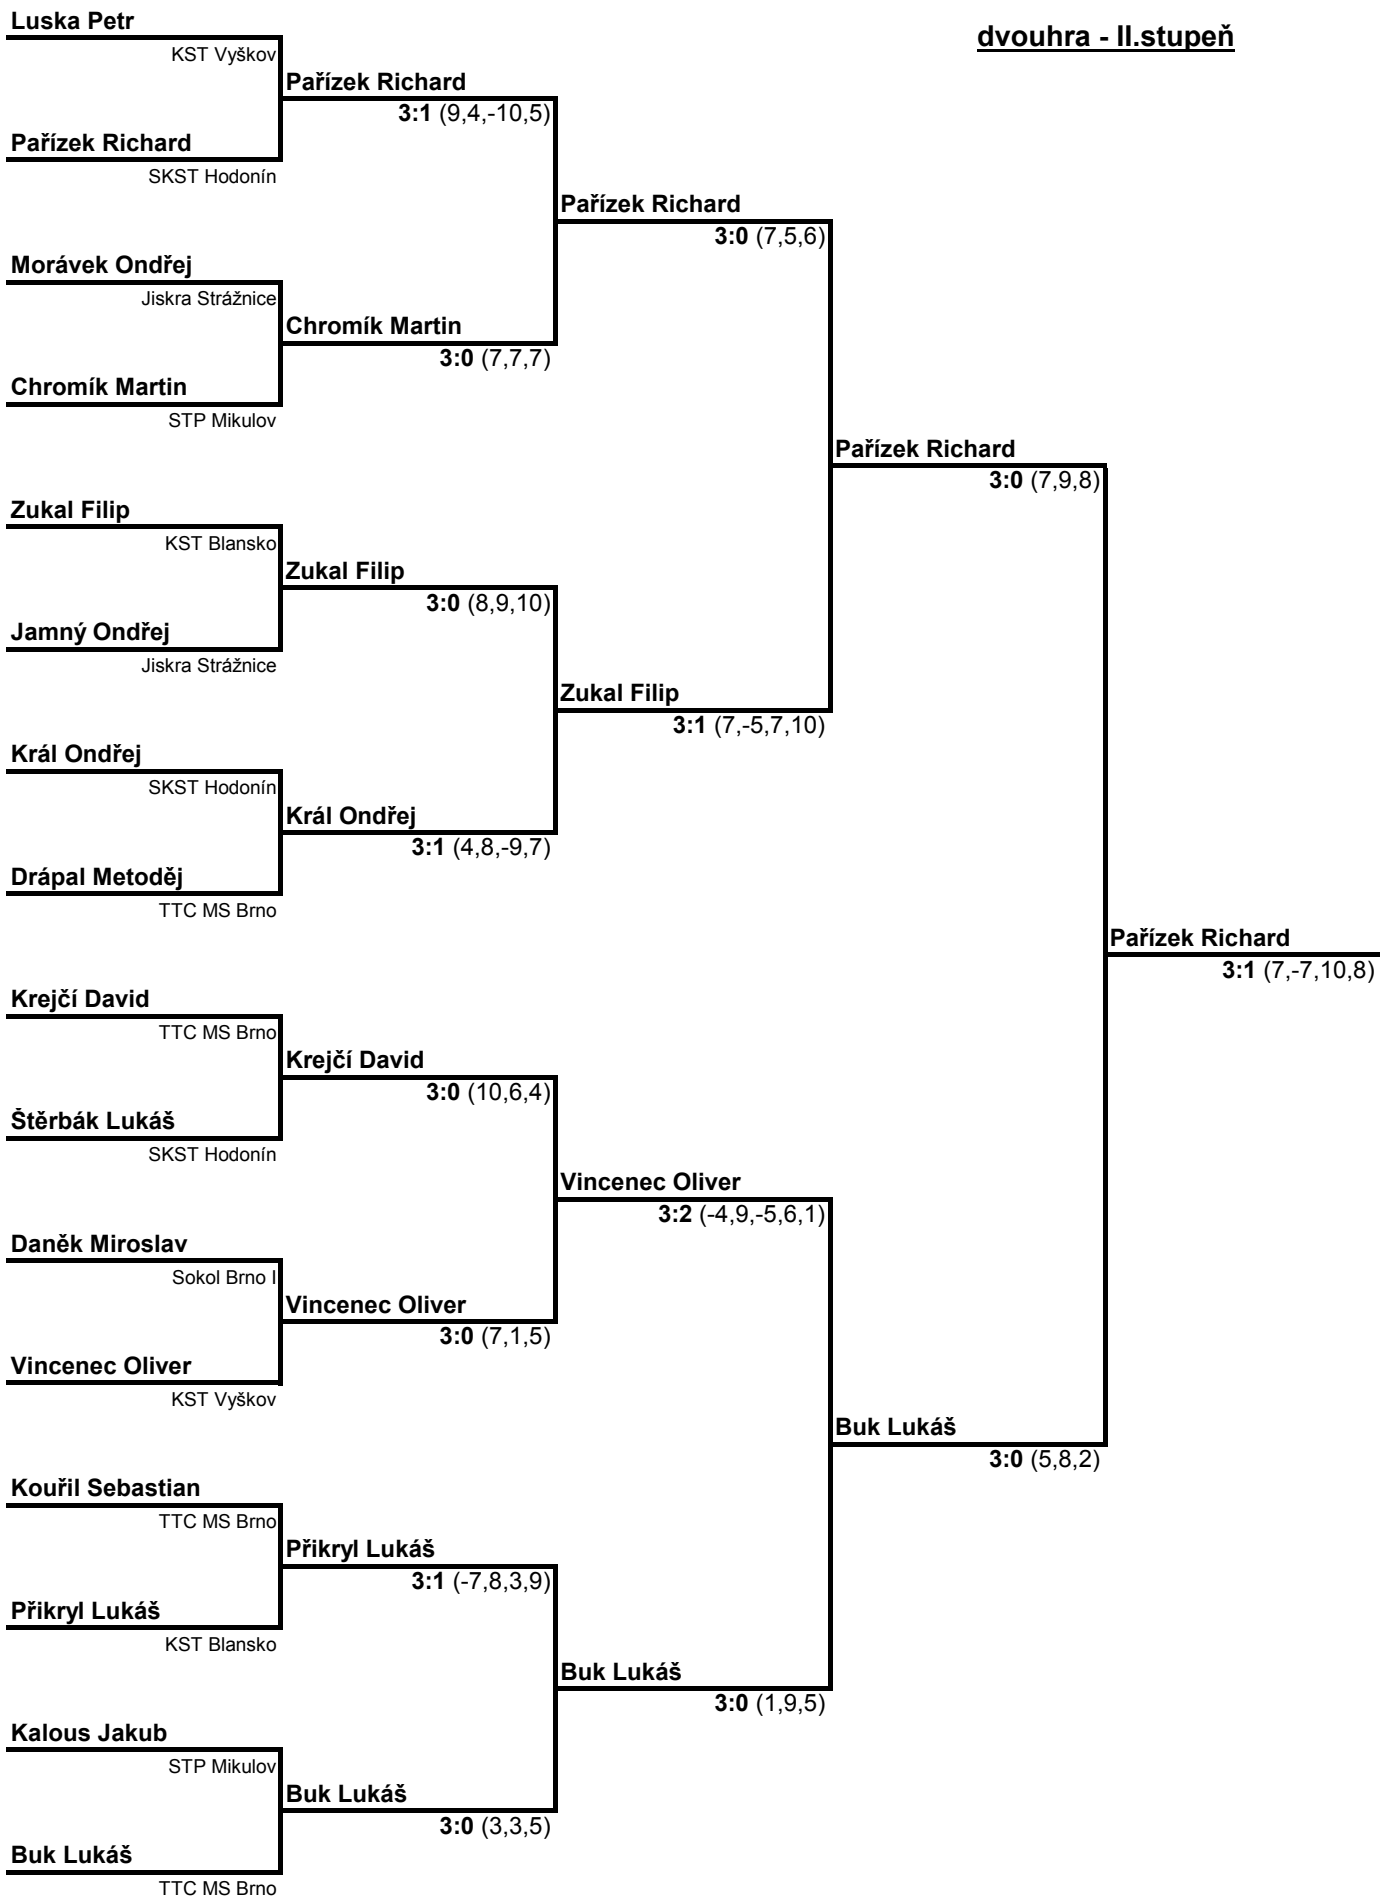 Luska Petr
dvouhra - II.stupeň
KST Vyškov
Pařízek Richard
3:1 (9,4,-10,5)
Pařízek Richard
SKST Hodonín
Pařízek Richard
3:0 (7,5,6)
Morávek Ondřej
Jiskra Strážnice
Chromík Martin
3:0 (7,7,7)
Chromík Martin
STP Mikulov
Pařízek Richard
3:0 (7,9,8)
Zukal Filip
KST Blansko
Zukal Filip
3:0 (8,9,10)
Jamný Ondřej
Jiskra Strážnice
Zukal Filip
3:1 (7,-5,7,10)
Král Ondřej
SKST Hodonín
Král Ondřej
3:1 (4,8,-9,7)
Drápal Metoděj
TTC MS Brno
Pařízek Richard
3:1 (7,-7,10,8)
Krejčí David
TTC MS Brno
Krejčí David
3:0 (10,6,4)
Štěrbák Lukáš
SKST Hodonín
Vincenec Oliver
3:2 (-4,9,-5,6,1)
Daněk Miroslav
Sokol Brno I
Vincenec Oliver
3:0 (7,1,5)
Vincenec Oliver
KST Vyškov
Buk Lukáš
3:0 (5,8,2)
Kouřil Sebastian
TTC MS Brno
Přikryl Lukáš
3:1 (-7,8,3,9)
Přikryl Lukáš
KST Blansko
Buk Lukáš
3:0 (1,9,5)
Kalous Jakub
STP Mikulov
Buk Lukáš
3:0 (3,3,5)
Buk Lukáš
TTC MS Brno